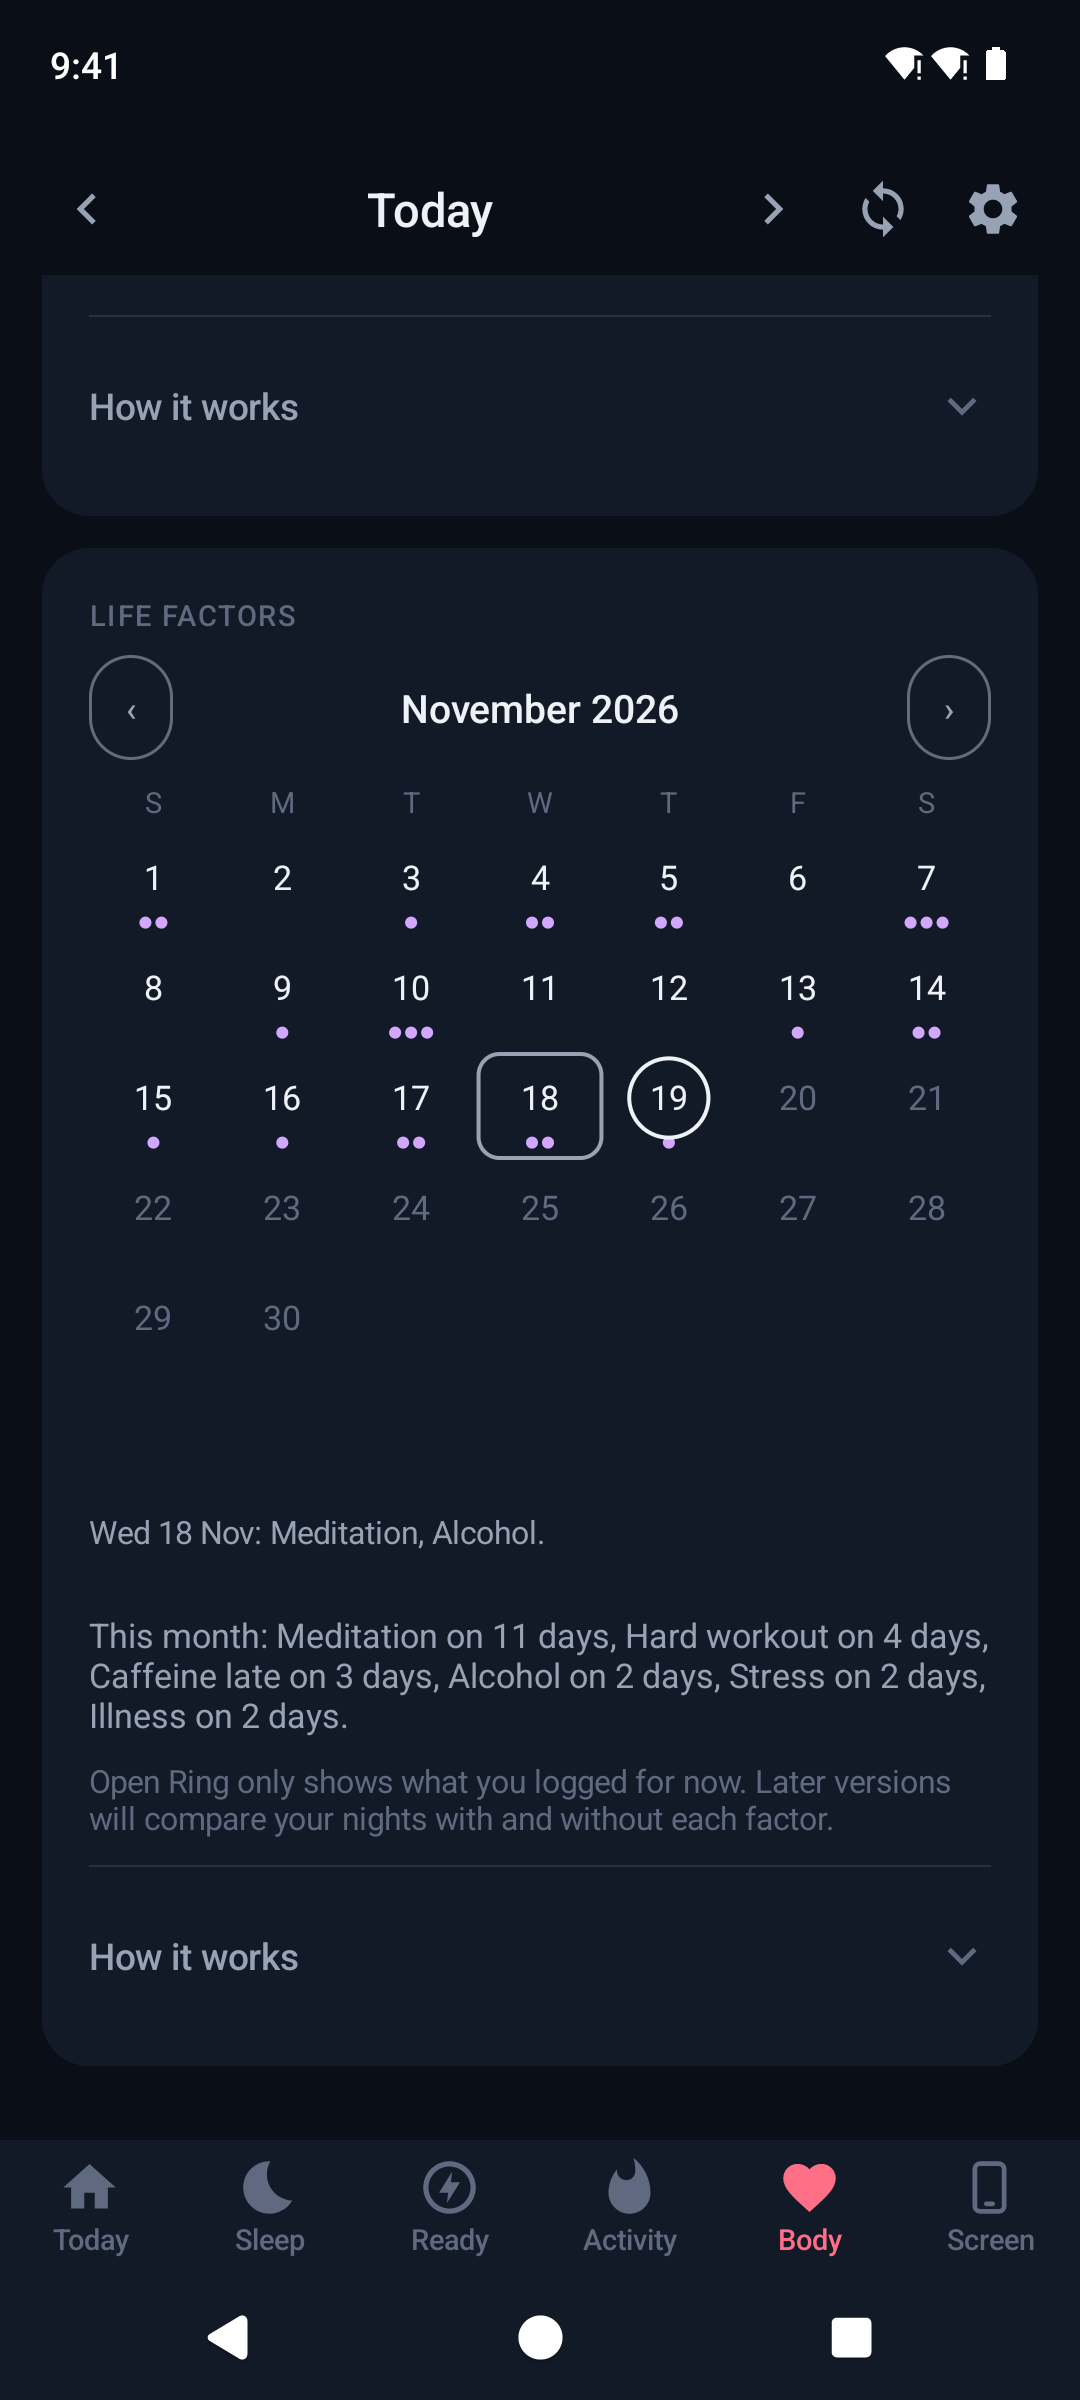 9:41
Today
How it works
LIFE FACTORS
‹ November 2026 ›
S M T W T F S
1 2 3 4 5 6 7
8 9 10 11 12 13 14
15 16 17 18 19 20 21
22 23 24 25 26 27 28
29 30
Wed 18 Nov: Meditation, Alcohol.
This month: Meditation on 11 days, Hard workout on 4 days,
Caffeine late on 3 days, Alcohol on 2 days, Stress on 2 days,
Illness on 2 days.
Open Ring only shows what you logged for now. Later versions
will compare your nights with and without each factor.
How it works
Today Sleep Ready Activity Body Screen